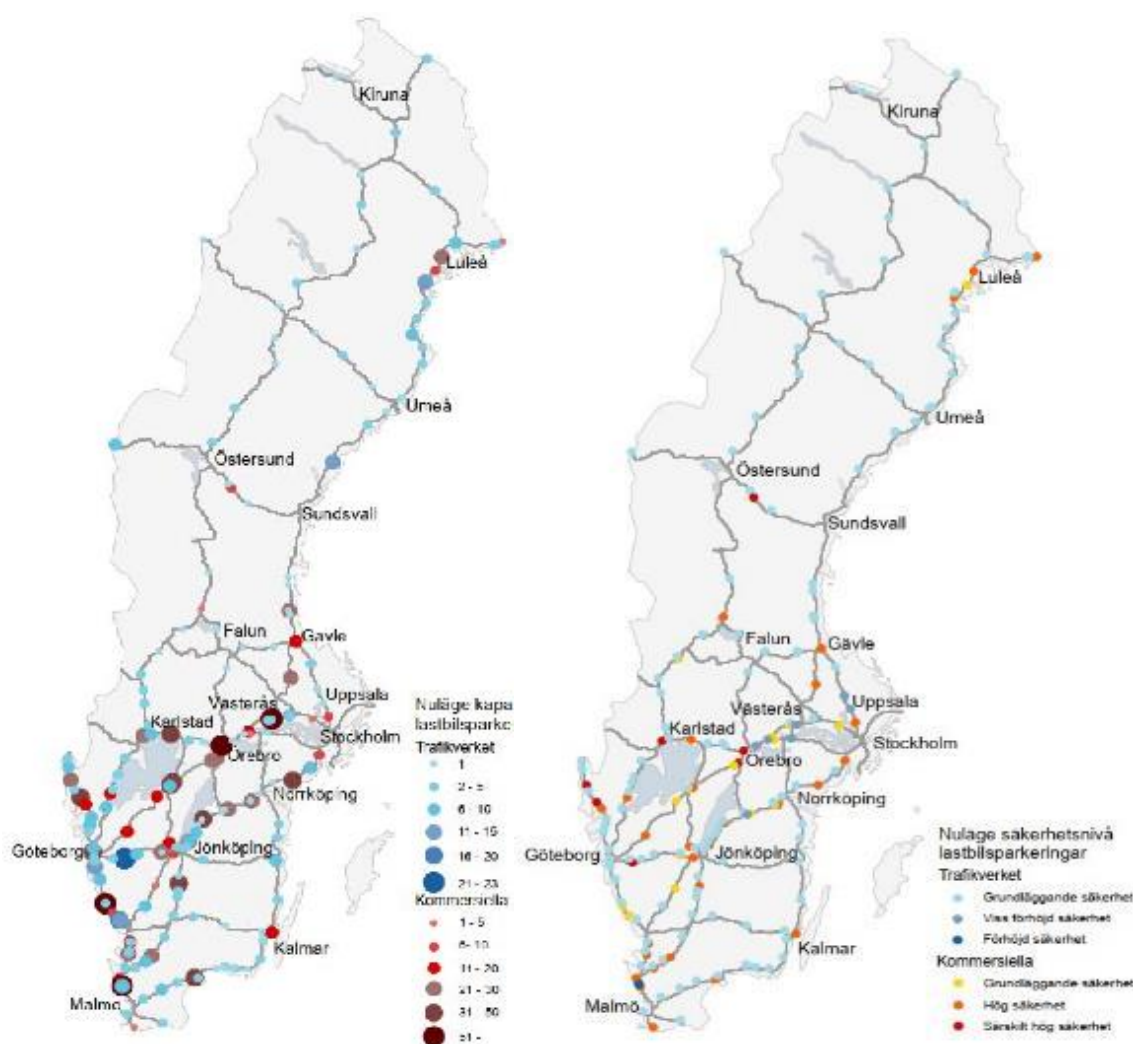 Kiruna
Luleå
Umeå
Östersund
Sundsvall
Falun
Gävle
Uppsala
Västerås
Karlstad
Stockholm
Örebro
Norrköping
Göteborg
Jönköping
Kalmar
Malmö
Nuläge kapa
lastbilsparke
Trafikverket
1
2 - 5
6 - 10
11 - 15
16 - 20
21 - 23
Kommersiella
1 - 5
6 - 10
11 - 20
21 - 30
31 - 50
51 -
Kiruna
Luleå
Umeå
Östersund
Sundsvall
Falun
Gävle
Uppsala
Västerås
Karlstad
Stockholm
Örebro
Norrköping
Göteborg
Jönköping
Kalmar
Malmö
Nuläge säkerhetsnivå
lastbilsparkeringar
Trafikverket
Grundläggande säkerhet
Viss förhöjd säkerhet
Förhöjd säkerhet
Kommersiella
Grundläggande säkerhet
Hög säkerhet
Särskilt hög säkerhet